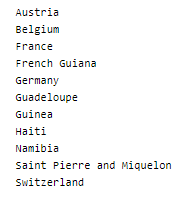 Austria
Belgium
France
French Guiana
Germany
Guadeloupe
Guinea
Haiti
Namibia
Saint Pierre and Miquelon
Switzerland